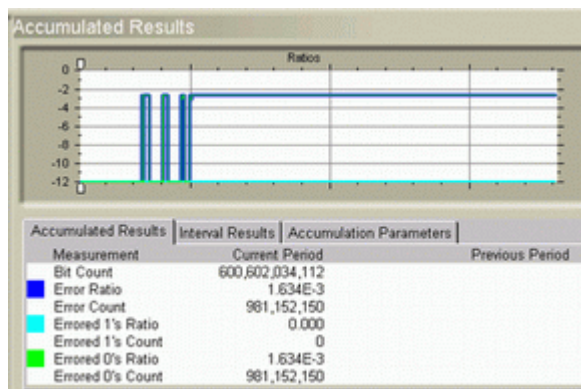 Accumulated Results
Ratios
0
-2
-4
-6
-8
-10
-12
Accumulated Results Interval Results Accumulation Parameters
Measurement Current Period Previous Period
Bit Count 600,602,034,112
Error Ratio 1.634E-3
Error Count 981,152,150
Errored 1's Ratio 0.000
Errored 1's Count 0
Errored 0's Ratio 1.634E-3
Errored 0's Count 981,152,150